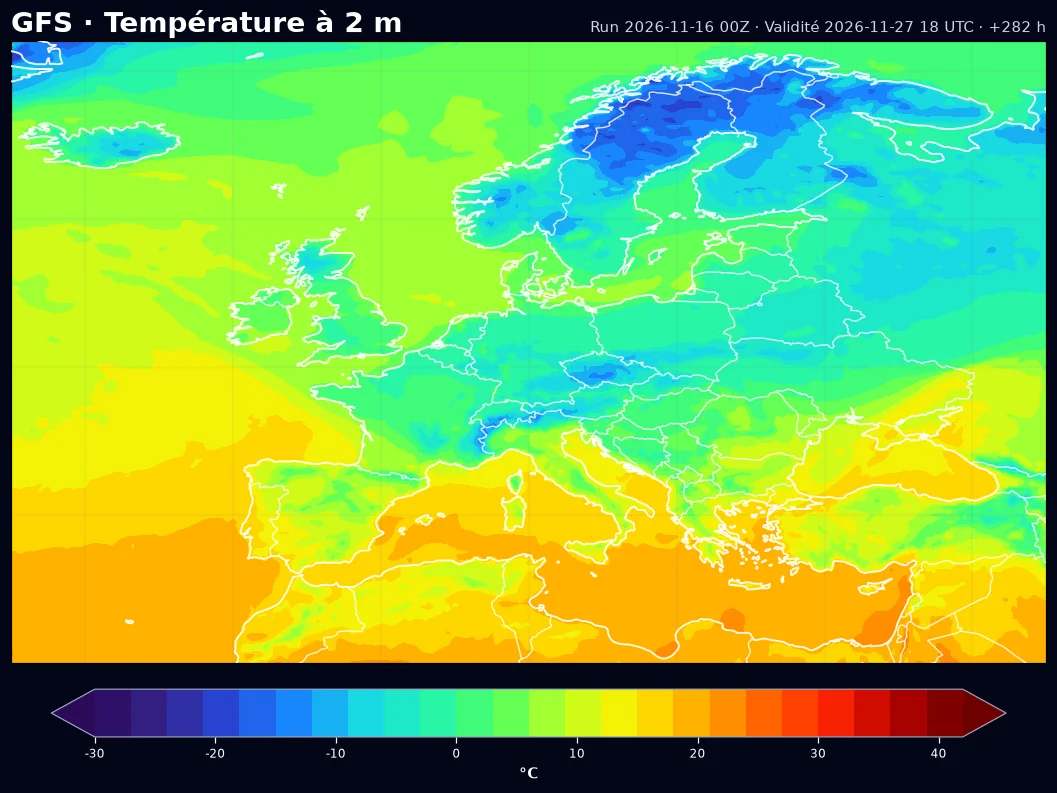 GFS · Température à 2 m
Run 2026-11-16 00Z · Validité 2026-11-27 18 UTC · +282 h
-30 -20 -10 0 10 20 30 40
°C